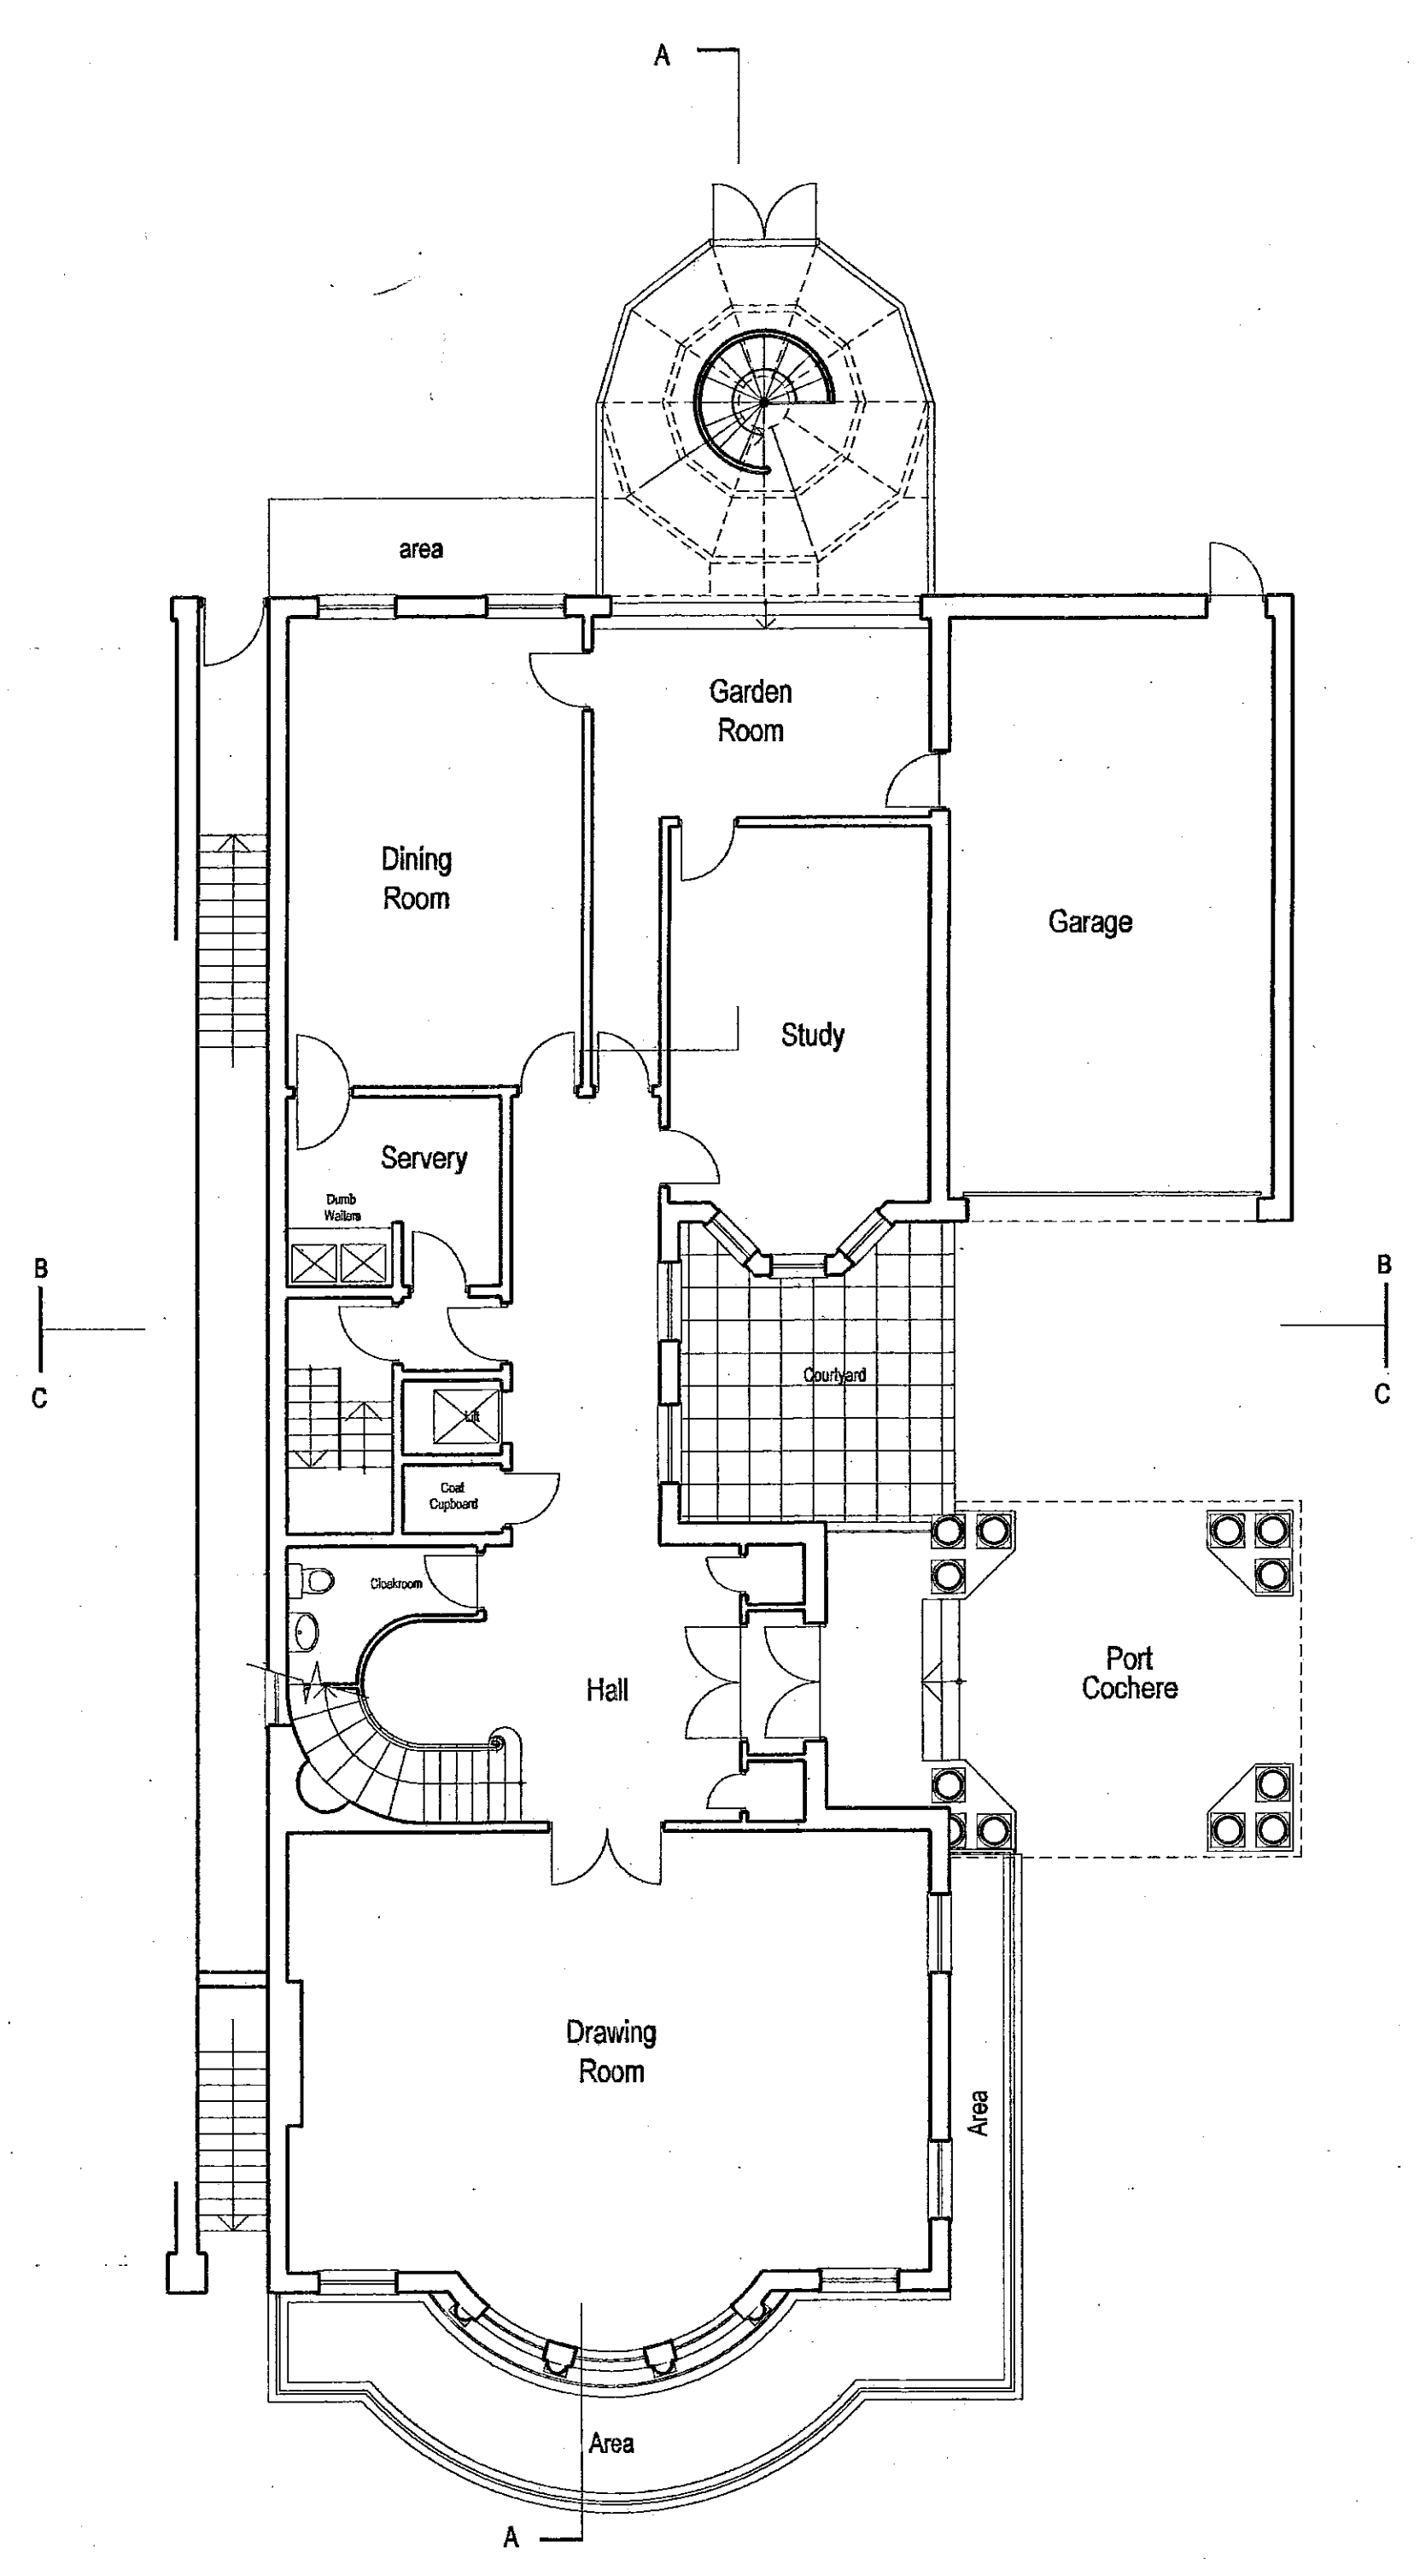 A
area
Garden
Room
Dining
Room
Garage
Study
Servery
Dumb
Waiters
B
B
C
C
Courtyard
Lift
Coat
Cupboard
Cloakroom
Hall
Port
Cochere
Drawing
Room
Area
Area
A